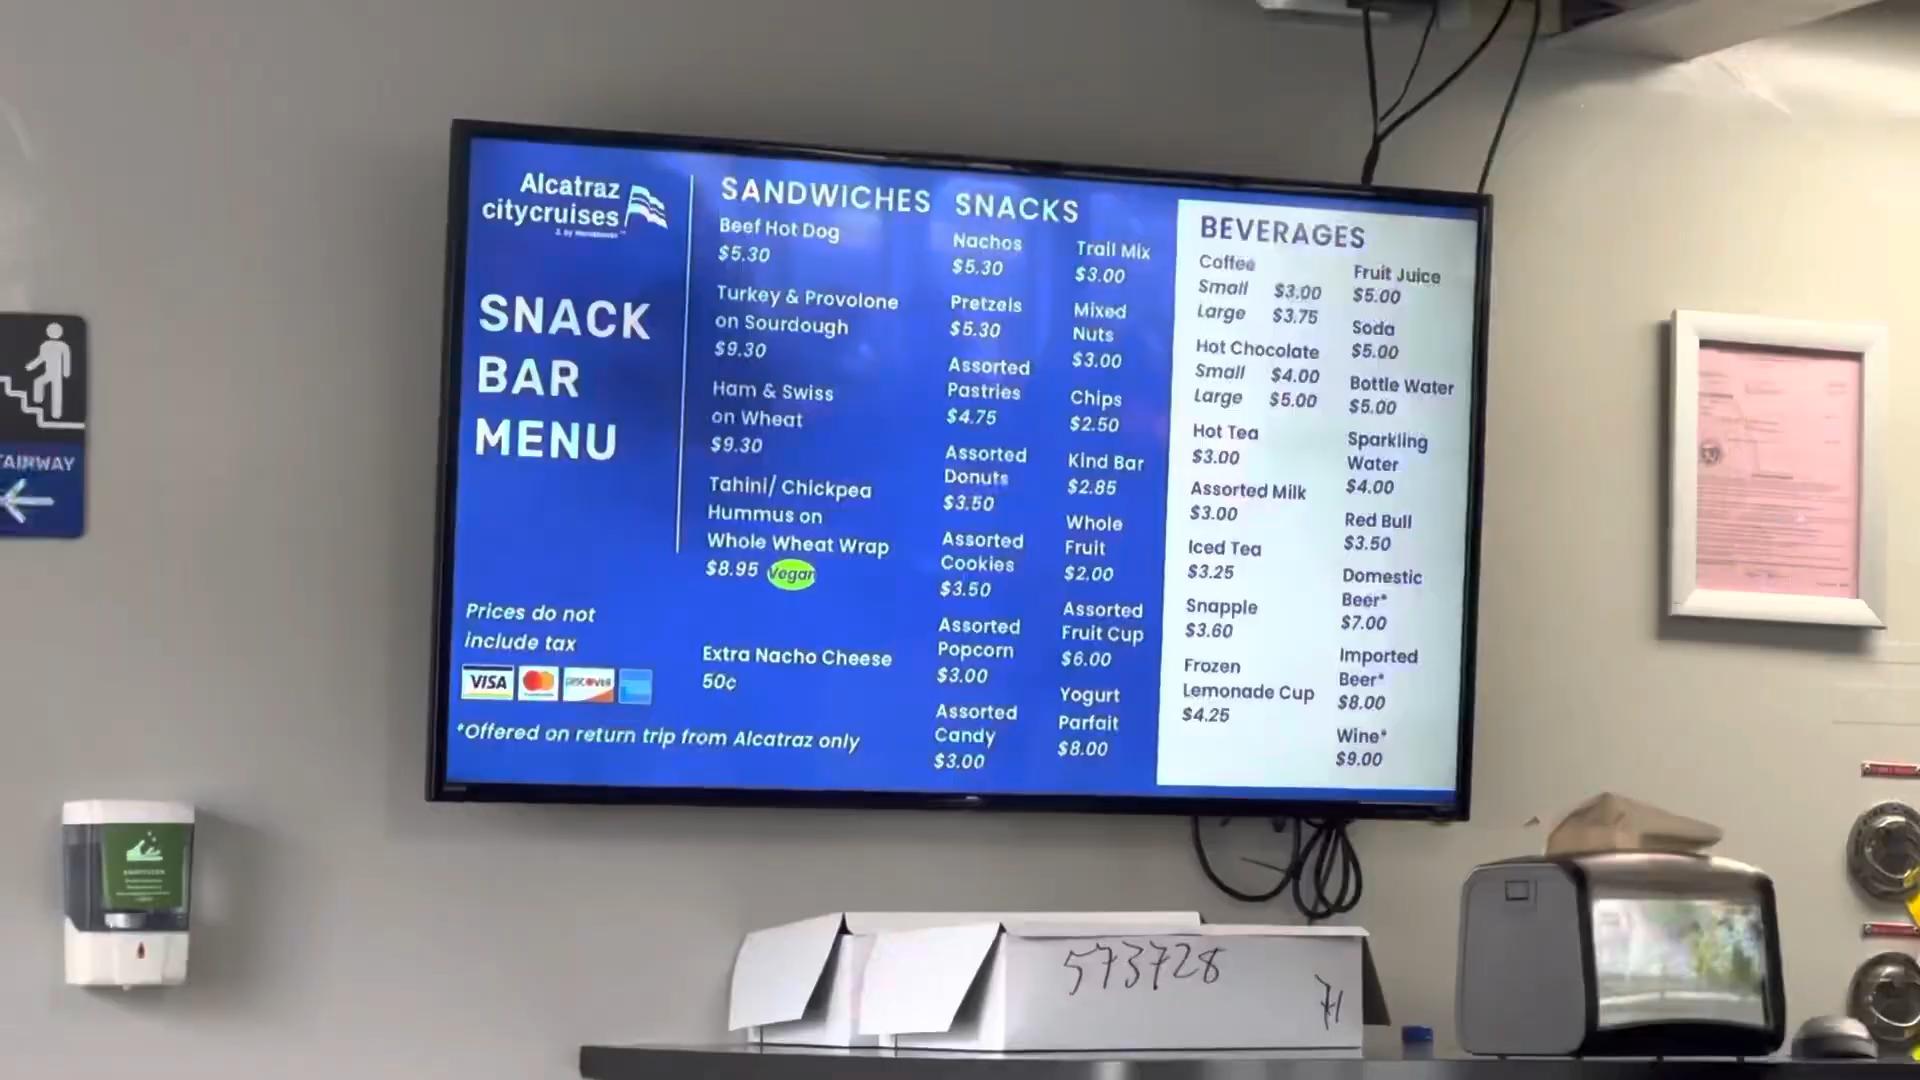 Alcatraz
citycruises
SNACK
BAR
MENU
Prices do not
include tax
VISA
DISCOVER
*Offered on return trip from Alcatraz only
SANDWICHES
Beef Hot Dog
$5.30
Turkey & Provolone
on Sourdough
$9.30
Ham & Swiss
on Wheat
$9.30
Tahini/ Chickpea
Hummus on
Whole Wheat Wrap
$8.95 Vegan
Extra Nacho Cheese
50¢
SNACKS
Nachos
$5.30
Pretzels
$5.30
Assorted
Pastries
$4.75
Assorted
Donuts
$3.50
Assorted
Cookies
$3.50
Assorted
Popcorn
$3.00
Assorted
Candy
$3.00
Trail Mix
$3.00
Mixed
Nuts
$3.00
Chips
$2.50
Kind Bar
$2.85
Whole
Fruit
$2.00
Assorted
Fruit Cup
$6.00
Yogurt
Parfait
$8.00
BEVERAGES
Coffee
Small $3.00
Large $3.75
Hot Chocolate
Small $4.00
Large $5.00
Hot Tea
$3.00
Assorted Milk
$3.00
Iced Tea
$3.25
Snapple
$3.60
Frozen
Lemonade Cup
$4.25
Fruit Juice
$5.00
Soda
$5.00
Bottle Water
$5.00
Sparkling
Water
$4.00
Red Bull
$3.50
Domestic
Beer*
$7.00
Imported
Beer*
$8.00
Wine*
$9.00
TAIRWAY
573728
71